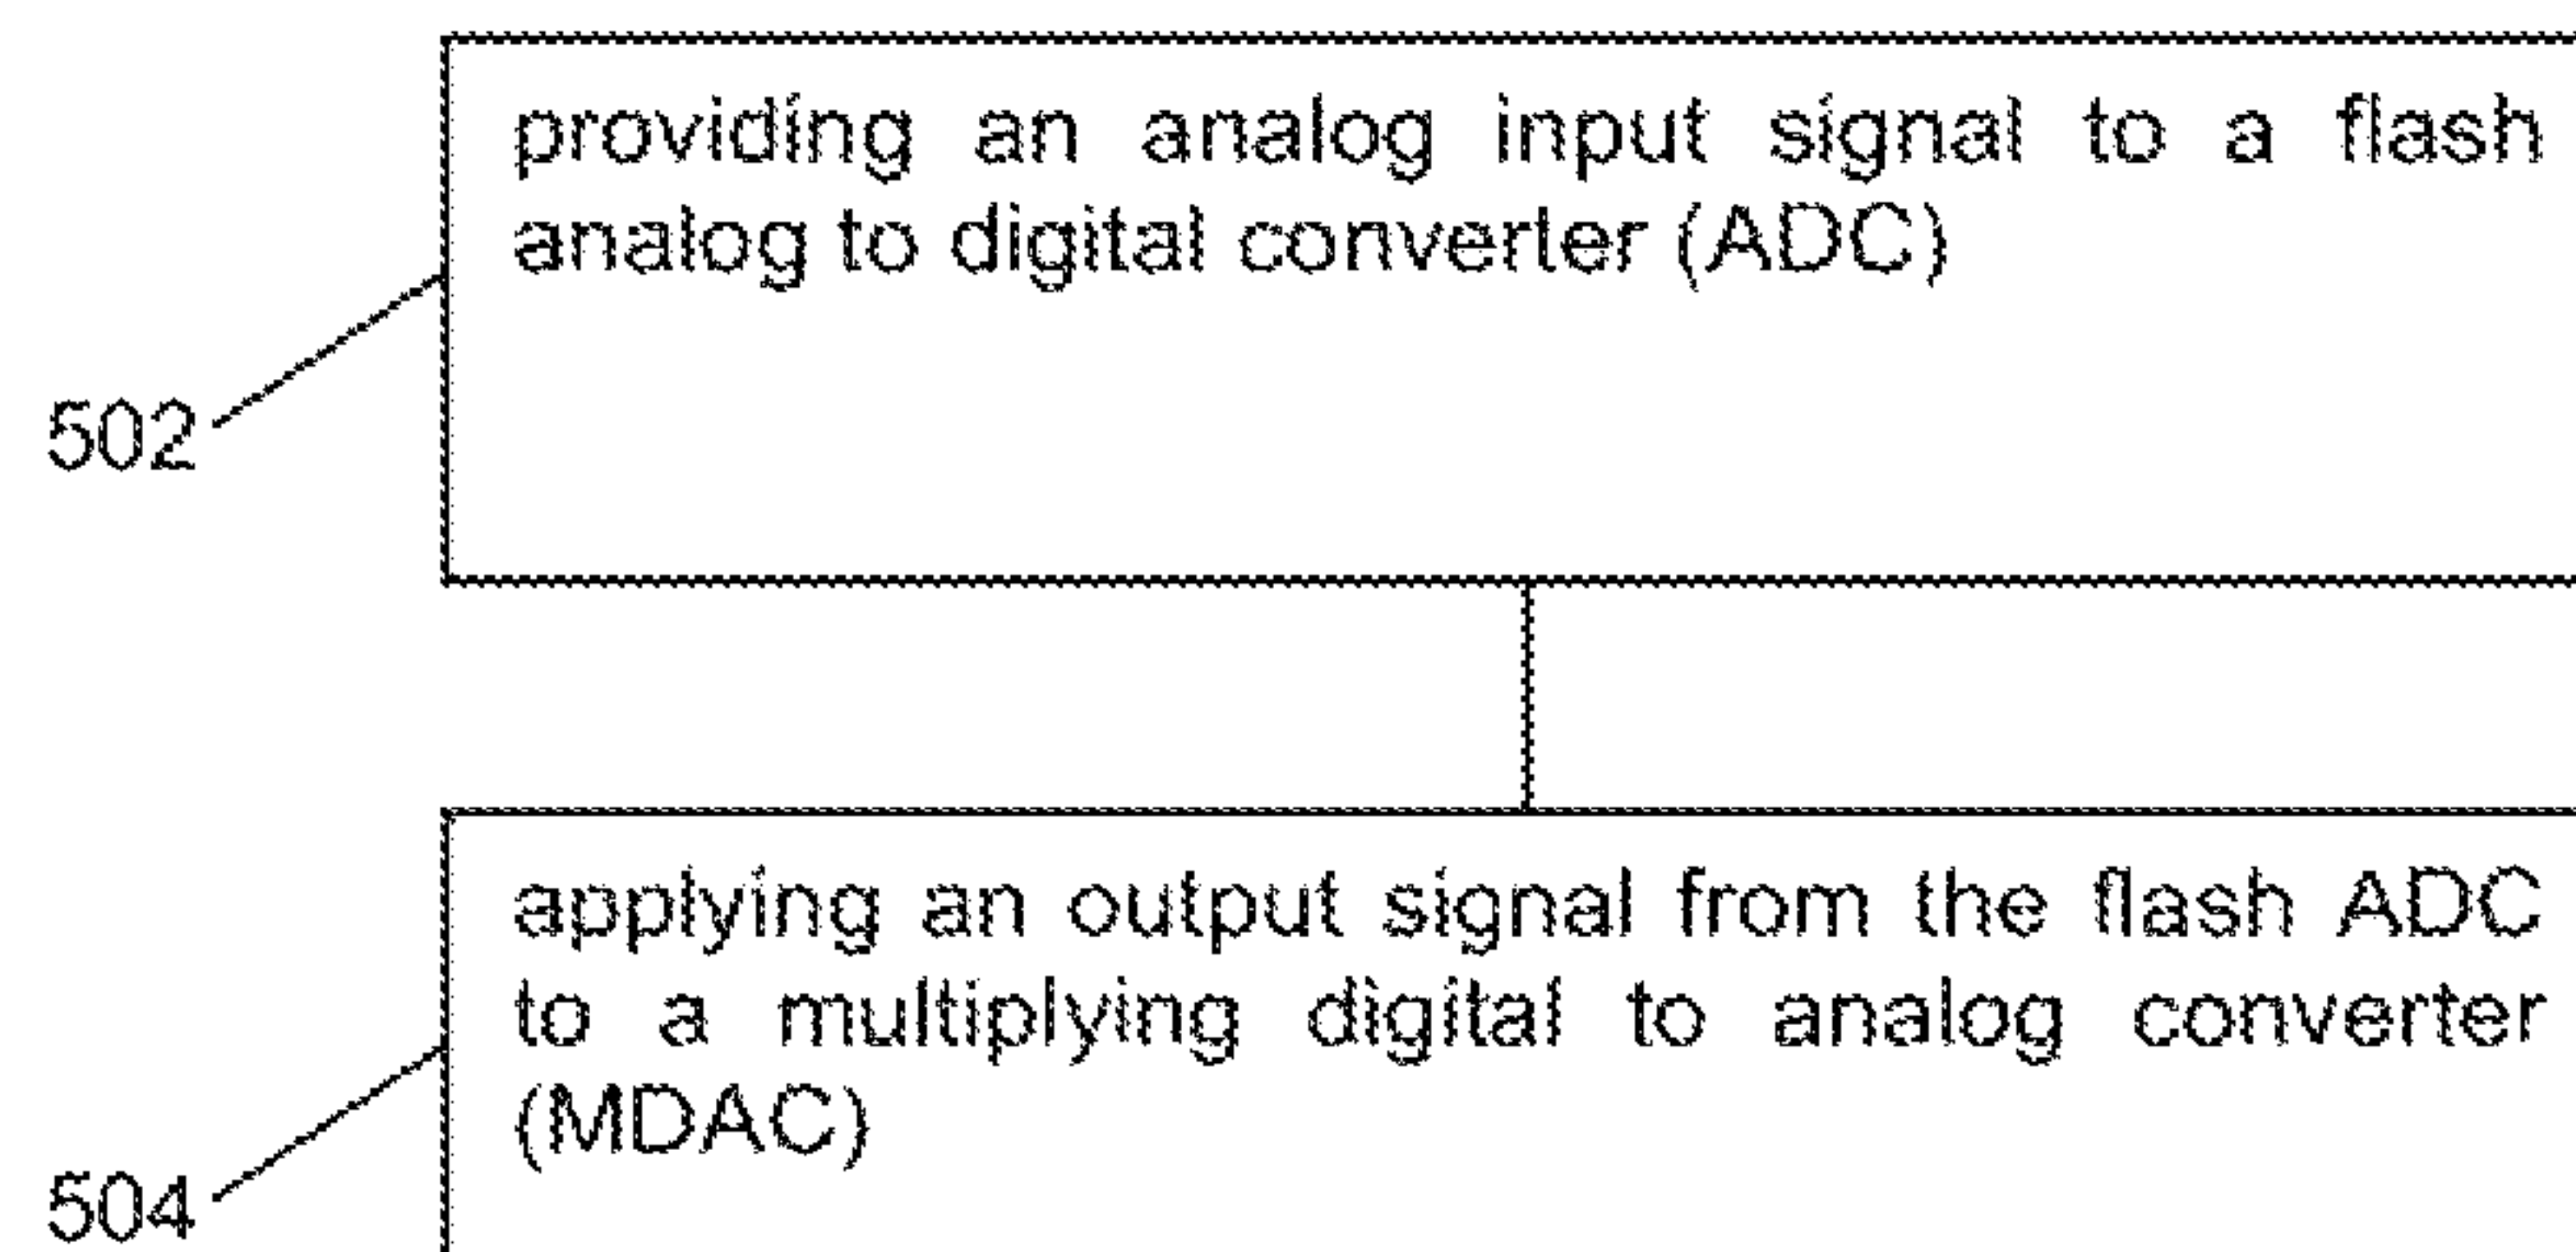 providing an analog input signal to a flash
analog to digital converter (ADC)
502
applying an output signal from the flash ADC
to a multiplying digital to analog converter
(MDAC)
504